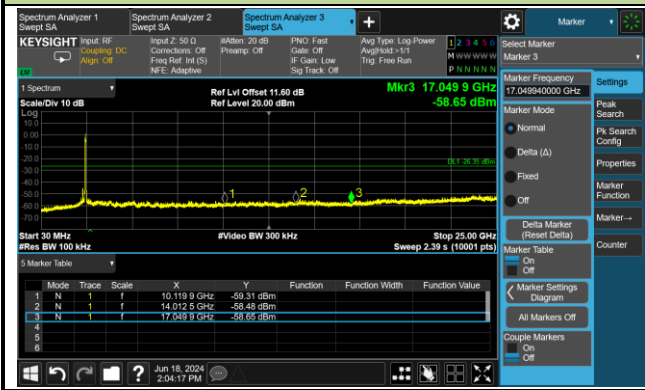 Spectrum Analyzer 1
Swept SA
Spectrum Analyzer 2
Swept SA
Spectrum Analyzer 3
Swept SA
Marker
KEYSIGHT
Input: RF
Coupling: DC
Align: Off
Input Z: 50 Ω
Corrections: Off
Freq Ref: Int (S)
NFE: Adaptive
#Atten: 20 dB
Preamp: Off
PNO: Fast
Gate: Off
IF Gain: Low
Sig Track: Off
Avg Type: Log-Power
Avg|Hold:>1/1
Trig: Free Run
1 2 3 4 5 6
M W W W W W
P N N N N N
Select Marker
Marker 3
1 Spectrum
Scale/Div 10 dB
Ref Lvl Offset 11.60 dB
Ref Level 20.00 dBm
Mkr3 17.049 9 GHz
-58.65 dBm
Log
10.0
0.00
-10.0
-20.0
-30.0
-40.0
-50.0
-60.0
-70.0
DL1 -26.35 dBm
1
2
3
Start 30 MHz
#Res BW 100 kHz
#Video BW 300 kHz
Stop 25.00 GHz
Sweep 2.39 s (10001 pts)
5 Marker Table
Mode Trace Scale X Y Function Function Width Function Value
1 N 1 f 10.119 9 GHz -59.31 dBm
2 N 1 f 14.012 5 GHz -58.48 dBm
3 N 1 f 17.049 9 GHz -58.65 dBm
4
5
6
Marker Frequency
17.049940000 GHz
Marker Mode
Normal
Delta (Δ)
Fixed
Off
Delta Marker
(Reset Delta)
Marker Table
On
Off
Marker Settings
Diagram
All Markers Off
Couple Markers
On
Off
Settings
Peak
Search
Pk Search
Config
Properties
Marker
Function
Marker→
Counter
Jun 18, 2024
2:04:17 PM